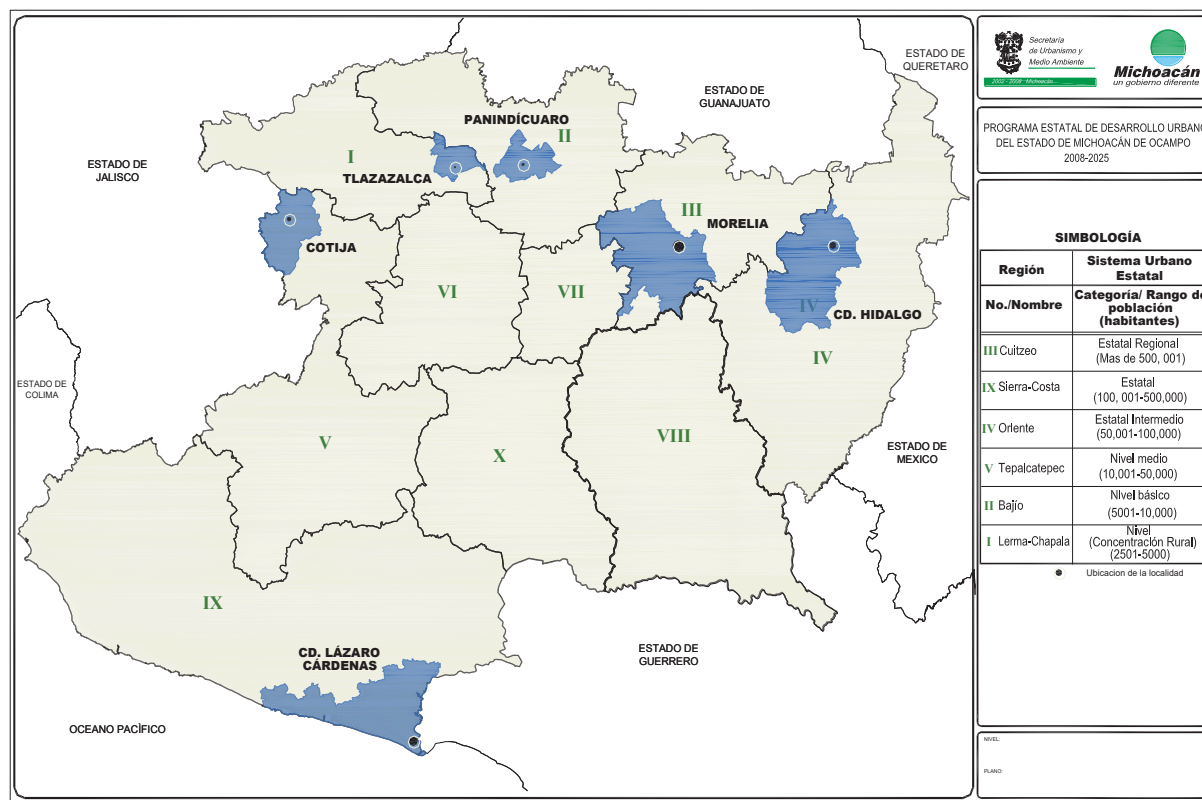 ESTADO DE
QUERETARO
ESTADO DE
GUANAJUATO
PANINDÍCUARO
II
ESTADO DE
JALISCO
I
TLAZAZALCA
III
MORELIA
COTIJA
VI
VII
IV
CD. HIDALGO
IV
ESTADO DE
COLIMA
V
X
VIII
ESTADO DE
MEXICO
IX
CD. LÁZARO
CÁRDENAS
ESTADO DE
GUERRERO
OCEANO PACÌFICO
Secretaría
de Urbanismo y
Medio Ambiente
2002 - 2008 Michoacán
Michoacán
un gobierno diferente
PROGRAMA ESTATAL DE DESARROLLO URBANO
DEL ESTADO DE MICHOACÁN DE OCAMPO
2008-2025
SIMBOLOGÍA
Región
Sistema Urbano
Estatal
No./Nombre
Categoría/ Rango de
población
(habitantes)
III Cuitzeo
Estatal Regional
(Mas de 500, 001)
IX Sierra-Costa
Estatal
(100, 001-500,000)
IV Oriente
Estatal Intermedio
(50,001-100,000)
V Tepalcatepec
Nivel medio
(10,001-50,000)
II Bajío
Nivel básico
(5001-10,000)
I Lerma-Chapala
Nivel
(Concentración Rural)
(2501-5000)
Ubicacion de la localidad
NIVEL:
PLANO: